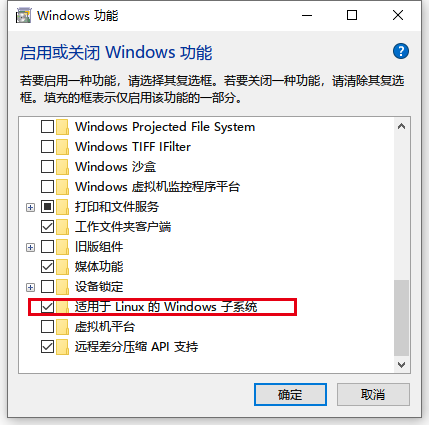 Windows 功能
启用或关闭 Windows 功能
若要启用一种功能，请选择其复选框。若要关闭一种功能，请清除其复选
框。填充的框表示仅启用该功能的一部分。
Windows Projected File System
Windows TIFF IFilter
Windows 沙盒
Windows 虚拟机监控程序平台
打印和文件服务
工作文件夹客户端
旧版组件
媒体功能
设备锁定
适用于 Linux 的 Windows 子系统
虚拟机平台
远程差分压缩 API 支持
确定 取消